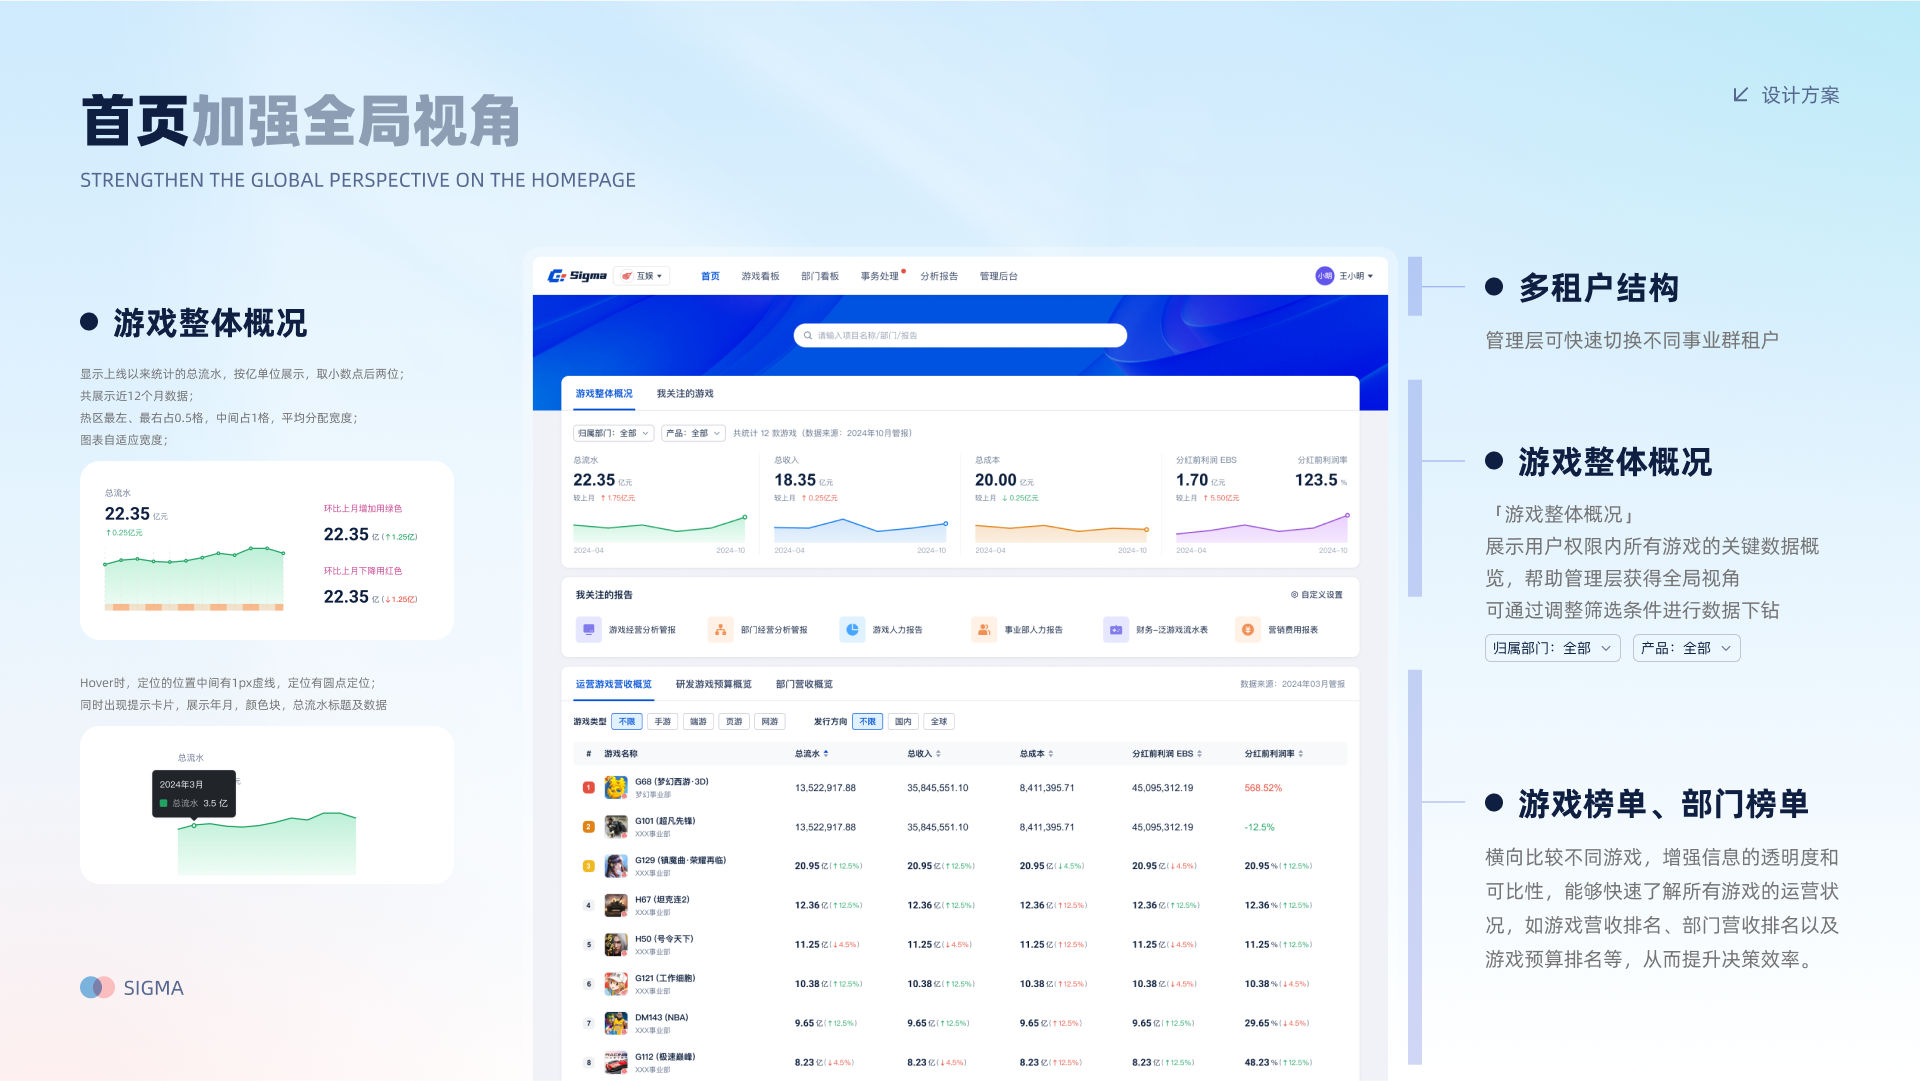 首页加强全局视角
STRENGTHEN THE GLOBAL PERSPECTIVE ON THE HOMEPAGE
设计方案
游戏整体概况
显示上线以来统计的总流水，按亿单位展示，取小数点后两位；
共展示近12个月数据；
热区最左、最右占0.5格，中间占1格，平均分配宽度；
图表自适应宽度；
总流水
22.35 亿元
↑0.25亿元
环比上月增加用绿色
22.35 亿 (↑1.25亿)
环比上月下降用红色
22.35 亿 (↓1.25亿)
Hover时，定位的位置中间有1px虚线，定位有圆点定位；
同时出现提示卡片，展示年月，颜色块，总流水标题及数据
总流水
元
2024年3月
总流水 3.5 亿
SIGMA
Sigma 互娱 首页 游戏看板 部门看板 事务处理 分析报告 管理后台 小明 王小明
请输入项目名称/部门/报告
游戏整体概况 我关注的游戏
归属部门：全部 产品：全部 共统计 12 款游戏（数据来源：2024年10月管报）
总流水 总收入 总成本 分红前利润 EBS 分红前利润率
22.35 亿元 18.35 亿元 20.00 亿元 1.70 亿元 123.5 %
较上月 ↑1.75亿元 较上月 ↑0.25亿元 较上月 ↓0.25亿元 较上月 ↑5.50亿元
2024-04 2024-10 2024-04 2024-10 2024-04 2024-10 2024-04 2024-10
我关注的报告 自定义设置
游戏经营分析管报 部门经营分析管报 游戏人力报告 事业部人力报告 财务-泛游戏流水表 营销费用报表
运营游戏营收概览 研发游戏预算概览 部门营收概览 数据来源：2024年03月管报
游戏类型 不限 手游 端游 页游 网游 发行方向 不限 国内 全球
# 游戏名称 总流水 总收入 总成本 分红前利润 EBS 分红前利润率
1 G68 (梦幻西游·3D) 13,522,917.88 35,845,551.10 8,411,395.71 45,095,312.19 568.52%
梦幻事业部
2 G101 (超凡先锋) 13,522,917.88 35,845,551.10 8,411,395.71 45,095,312.19 -12.5%
XXX事业部
3 G129 (镇魔曲·荣耀再临) 20.95 亿(↑12.5%) 20.95 亿(↑12.5%) 20.95 亿(↓4.5%) 20.95 亿(↓4.5%) 20.95 %(↑12.5%)
XXX事业部
4 H67 (坦克连2) 12.36 亿(↑12.5%) 12.36 亿(↑12.5%) 12.36 亿(↑12.5%) 12.36 亿(↑12.5%) 12.36 %(↑12.5%)
XXX事业部
5 H50 (号令天下) 11.25 亿(↓4.5%) 11.25 亿(↓4.5%) 11.25 亿(↑12.5%) 11.25 亿(↓4.5%) 11.25 %(↑12.5%)
XXX事业部
6 G121 (工作细胞) 10.38 亿(↑12.5%) 10.38 亿(↑12.5%) 10.38 亿(↑12.5%) 10.38 亿(↓4.5%) 10.38 %(↓4.5%)
XXX事业部
7 DM143 (NBA) 9.65 亿(↑12.5%) 9.65 亿(↑12.5%) 9.65 亿(↑12.5%) 9.65 亿(↑12.5%) 29.65 %(↓4.5%)
XXX事业部
8 G112 (极速巅峰) 8.23 亿(↓4.5%) 8.23 亿(↓4.5%) 8.23 亿(↑12.5%) 8.23 亿(↑12.5%) 48.23 %(↑12.5%)
XXX事业部
多租户结构
管理层可快速切换不同事业群租户
游戏整体概况
「游戏整体概况」
展示用户权限内所有游戏的关键数据概
览，帮助管理层获得全局视角
可通过调整筛选条件进行数据下钻
归属部门：全部 产品：全部
游戏榜单、部门榜单
横向比较不同游戏，增强信息的透明度和
可比性，能够快速了解所有游戏的运营状
况，如游戏营收排名、部门营收排名以及
游戏预算排名等，从而提升决策效率。